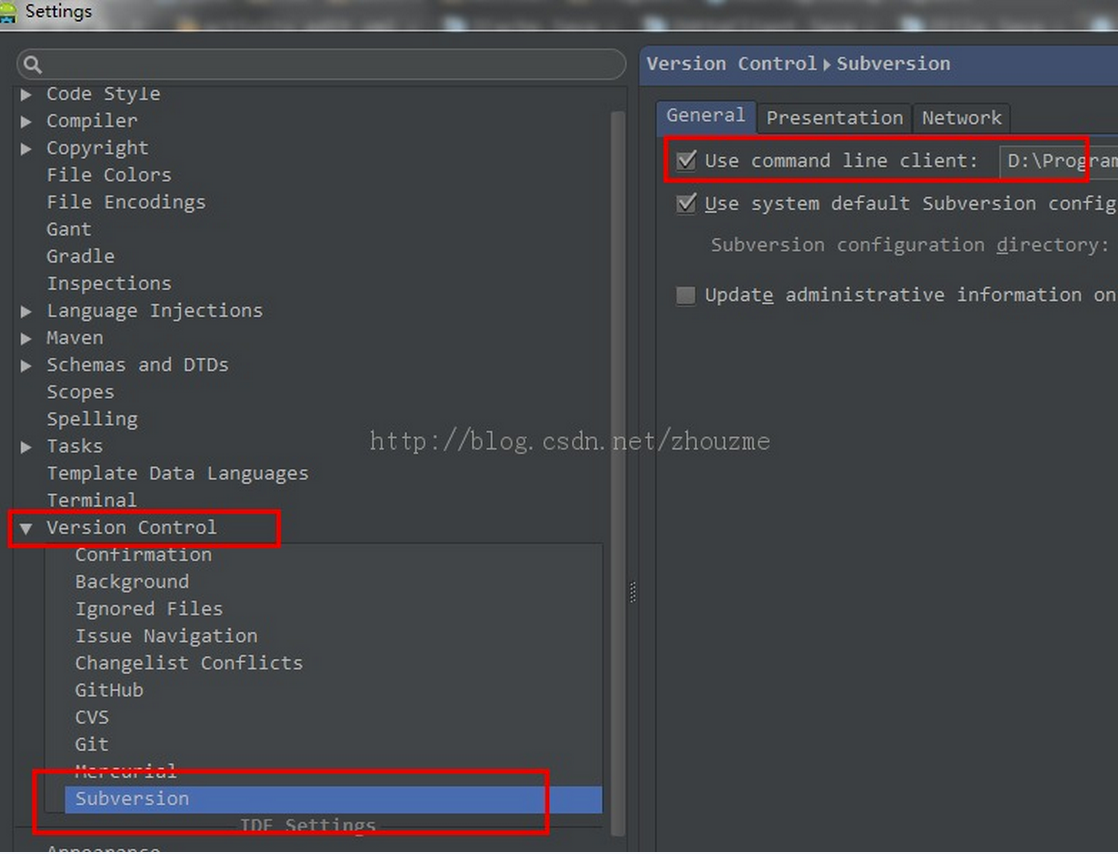 Settings
Code Style
Compiler
Copyright
File Colors
File Encodings
Gant
Gradle
Inspections
Language Injections
Maven
Schemas and DTDs
Scopes
Spelling
Tasks
Template Data Languages
Terminal
Version Control
Confirmation
Background
Ignored Files
Issue Navigation
Changelist Conflicts
GitHub
CVS
Git
Mercurial
Subversion
IDE Settings
Appearance
Version Control Subversion
General Presentation Network
Use command line client: D:\Program
Use system default Subversion config
Subversion configuration directory:
Update administrative information on
http://blog.csdn.net/zhouzme